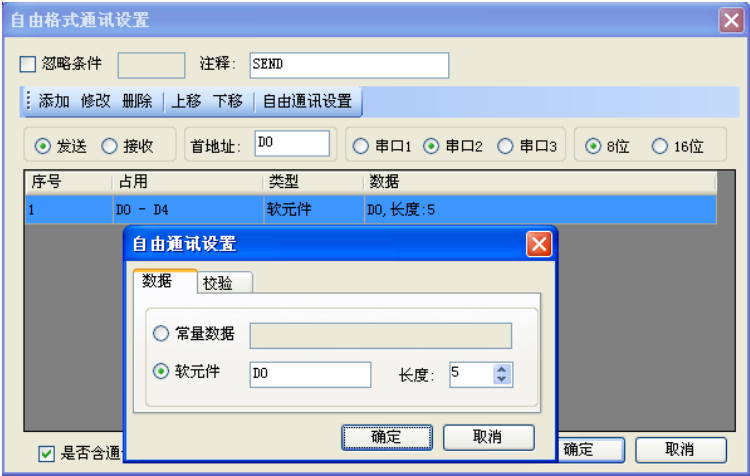 自由格式通讯设置
忽略条件 注释: SEND
添加 修改 删除 上移 下移 自由通讯设置
发送 接收 首地址: D0 串口1 串口2 串口3 8位 16位
序号 占用 类型 数据
1 D0 - D4 软元件 D0,长度:5
自由通讯设置
数据 校验
常量数据
软元件 D0 长度: 5
确定 取消
是否含通 确定 取消